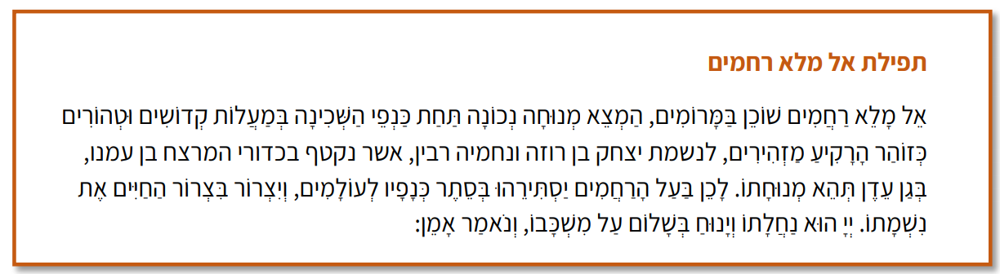 תפילת אל מלא רחמים
אֵל מָלֵא רַחֲמִים שׁוֹכֵן בַּמָּרוֹמִים, הַמְצֵא מְנוּחָה נְכוֹנָה תַּחַת כַּנְפֵי הַשְּׁכִינָה בְּמַעֲלוֹת קְדוֹשִׁים וּטְהוֹרִים
כְּזוֹהַר הָרָקִיעַ מַזְהִירִים, לנשמת יצחק בן רוזה ונחמיה רבין, אשר נקטף בכדורי המרצח בן עמנו,
בְּגַן עֵדֶן תְּהֵא מְנוּחָתוֹ. לָכֵן בַּעַל הָרַחֲמִים יַסְתִּירֵהוּ בְּסֵתֶר כְּנָפָיו לְעוֹלָמִים, וְיִצְרוֹר בִּצְרוֹר הַחַיִּים אֶת
נִשְׁמָתוֹ. יְיָ הוּא נַחֲלָתוֹ וְיָנוּחַ בְּשָׁלוֹם עַל מִשְׁכָּבוֹ, וְנֹאמַר אָמֵן: